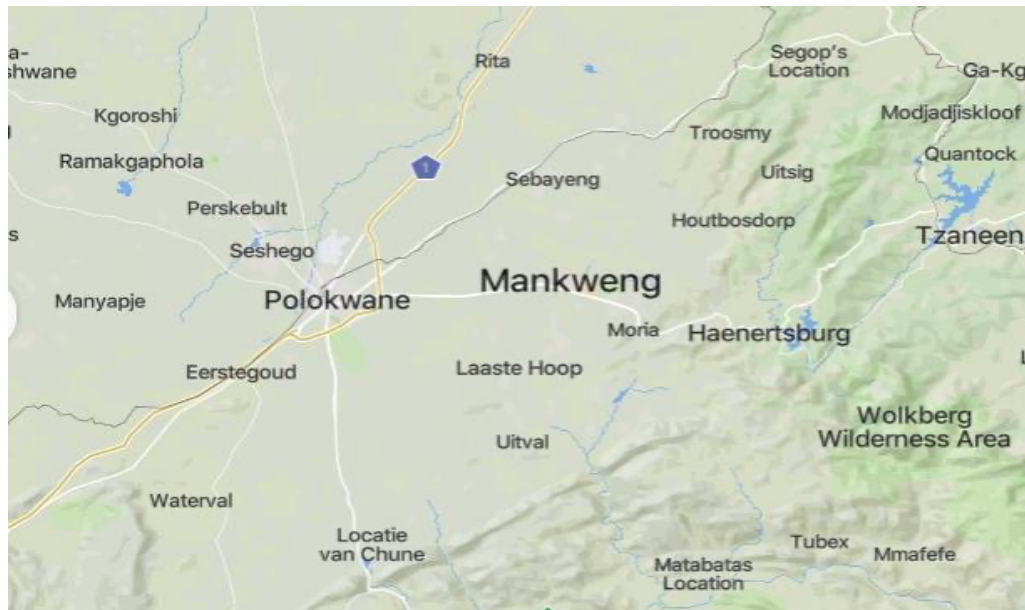 Rita
Segop's
Location
a-
shwane
Ga-Kg
Kgoroshi
Modjadjiskloof
Troosmy
Ramakgaphola
Quantock
1
Uitsig
Sebayeng
Perskebult
Houtbosdorp
s
Seshego
Tzaneen
Mankweng
Manyapje
Polokwane
Moria
Haenertsburg
Eerstegoud
Laaste Hoop
L
Wolkberg
Wilderness Area
Uitval
Waterval
Locatie
van Chune
Tubex
Mmafefe
Matabatas
Location